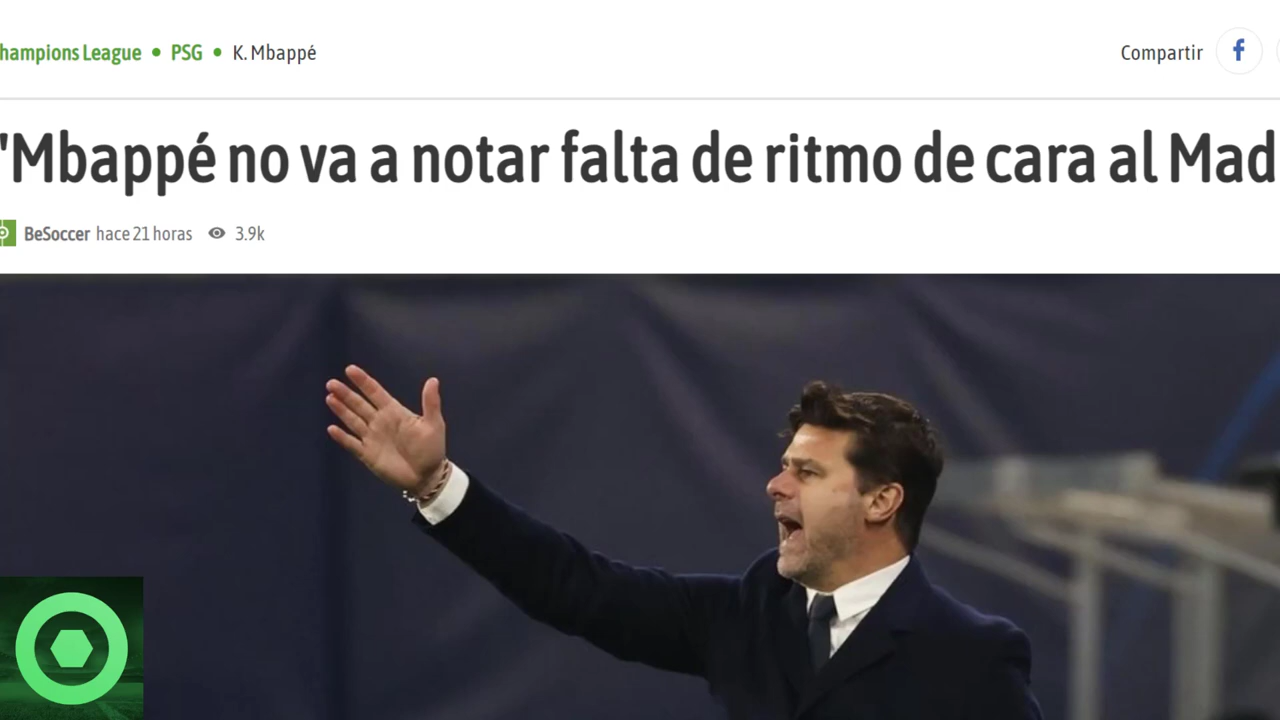 hampions League • PSG • K. Mbappé
Compartir
'Mbappé no va a notar falta de ritmo de cara al Mad
BeSoccer hace 21 horas 3.9k